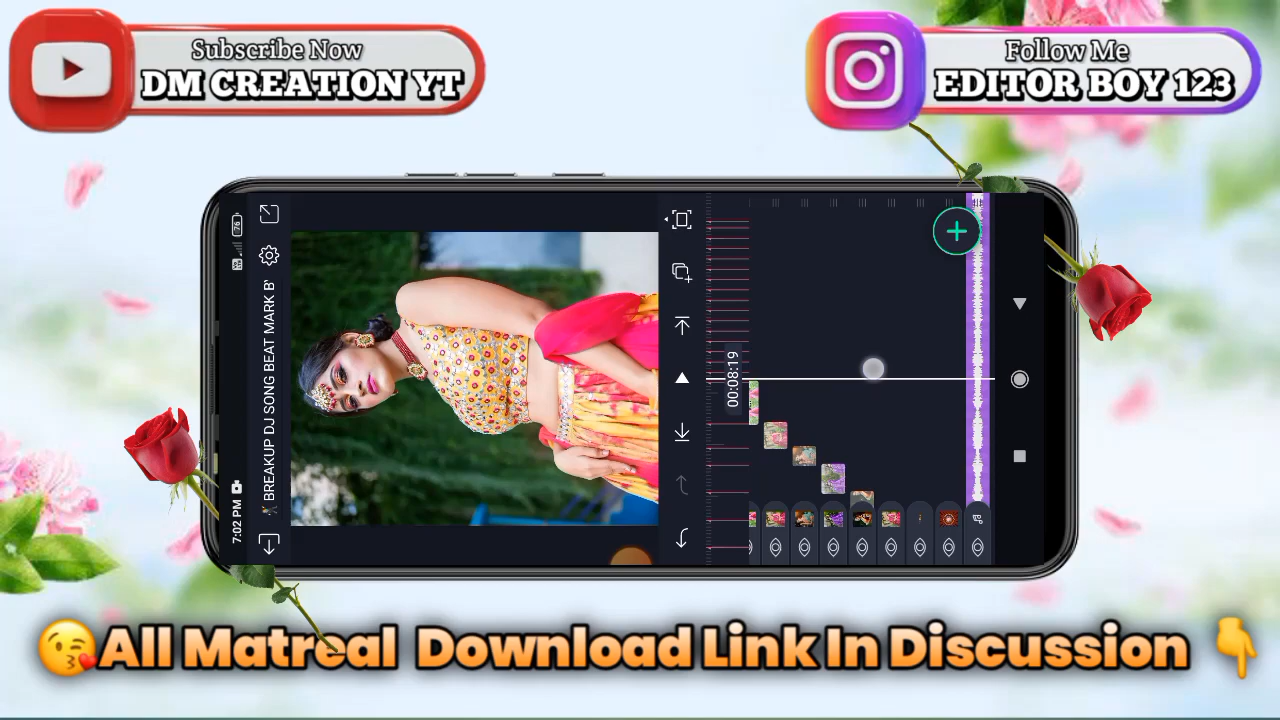 Subscribe Now
DM CREATION YT
Follow Me
EDITOR BOY 123
7:02 PM
76
BREAKUP DJ SONG BEAT MARK B
00:08:19
All Matreal Download Link In Discussion